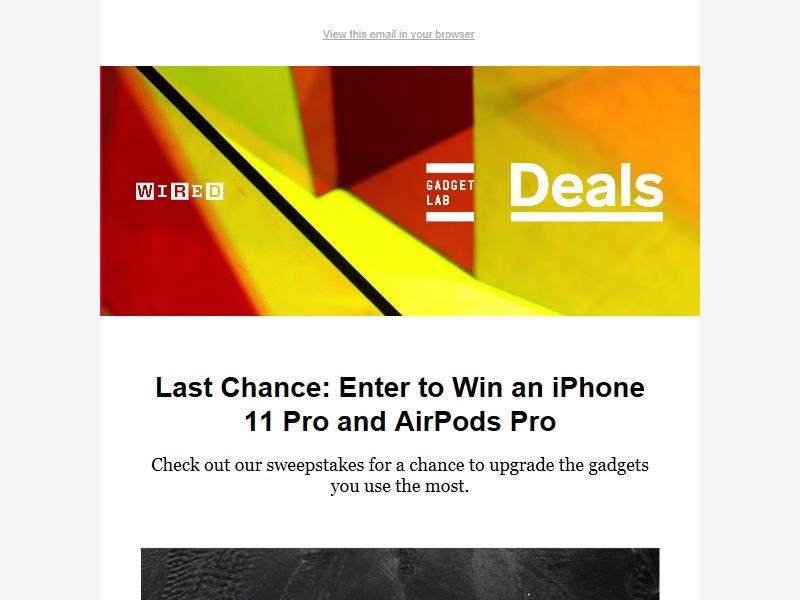 View this email in your browser
WIRED
GADGET
LAB
Deals
Last Chance: Enter to Win an iPhone
11 Pro and AirPods Pro
Check out our sweepstakes for a chance to upgrade the gadgets
you use the most.